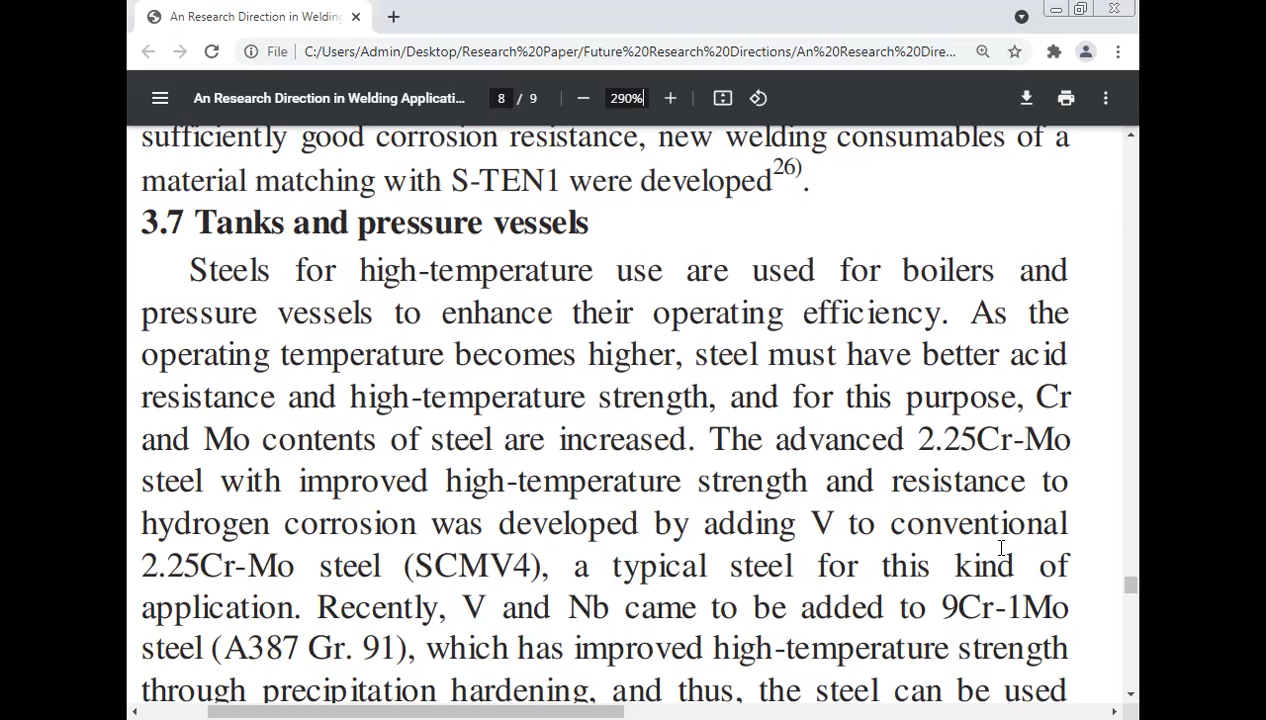 An Research Direction in Welding
File C:/Users/Admin/Desktop/Research%20Paper/Future%20Research%20Directions/An%20Research%20Dire...
An Research Direction in Welding Applicati... 8 / 9 290%
sufficiently good corrosion resistance, new welding consumables of a
material matching with S-TEN1 were developed26).
3.7 Tanks and pressure vessels
Steels for high-temperature use are used for boilers and
pressure vessels to enhance their operating efficiency. As the
operating temperature becomes higher, steel must have better acid
resistance and high-temperature strength, and for this purpose, Cr
and Mo contents of steel are increased. The advanced 2.25Cr-Mo
steel with improved high-temperature strength and resistance to
hydrogen corrosion was developed by adding V to conventional
2.25Cr-Mo steel (SCMV4), a typical steel for this kind of
application. Recently, V and Nb came to be added to 9Cr-1Mo
steel (A387 Gr. 91), which has improved high-temperature strength
through precipitation hardening, and thus, the steel can be used